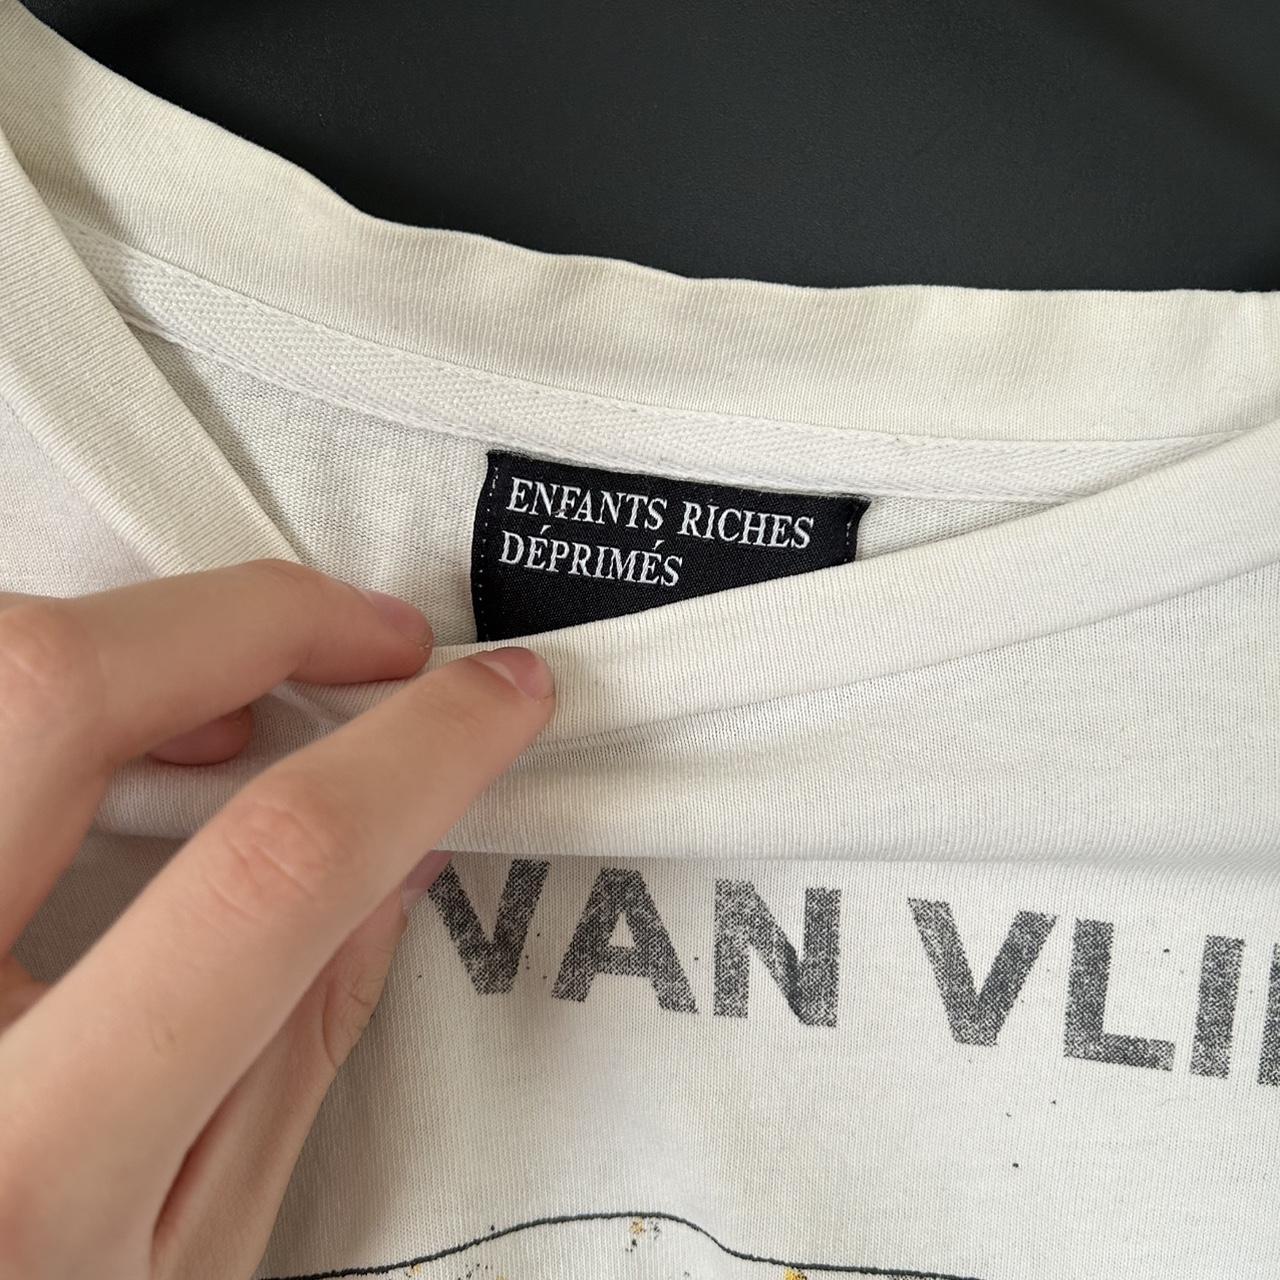 ENFANTS RICHES
DÉPRIMÉS
VAN VLI